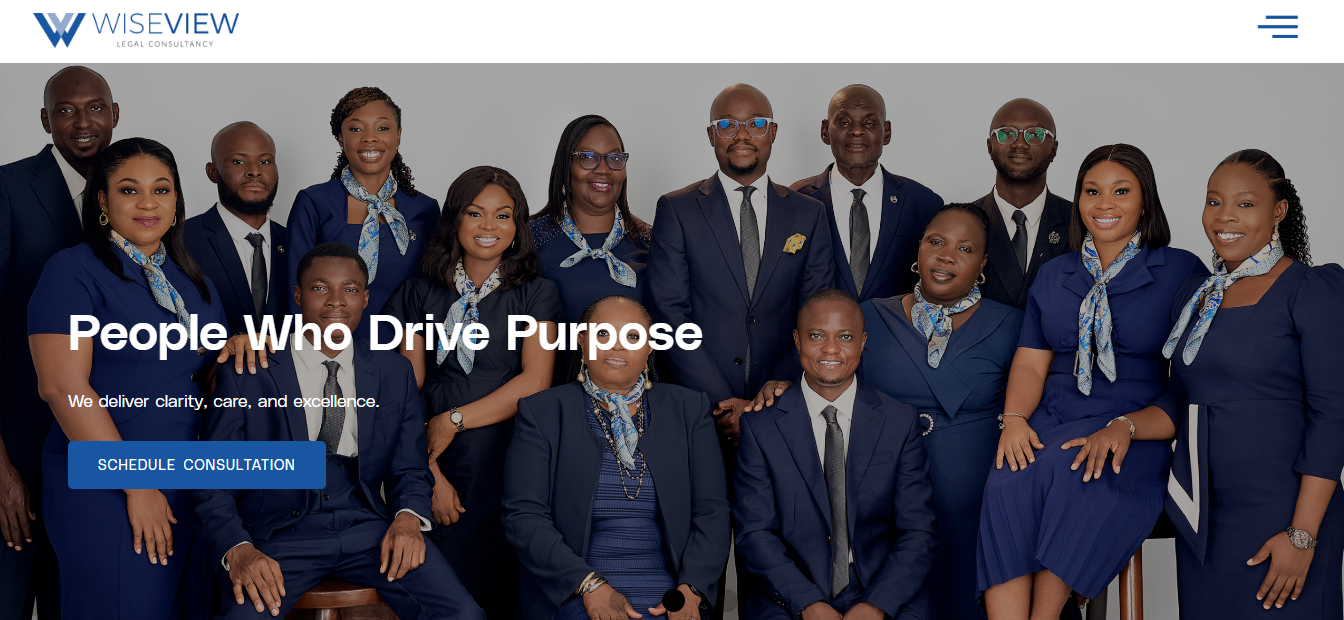 WISEVIEW
LEGAL CONSULTANCY
People Who Drive Purpose
We deliver clarity, care, and excellence.
SCHEDULE CONSULTATION